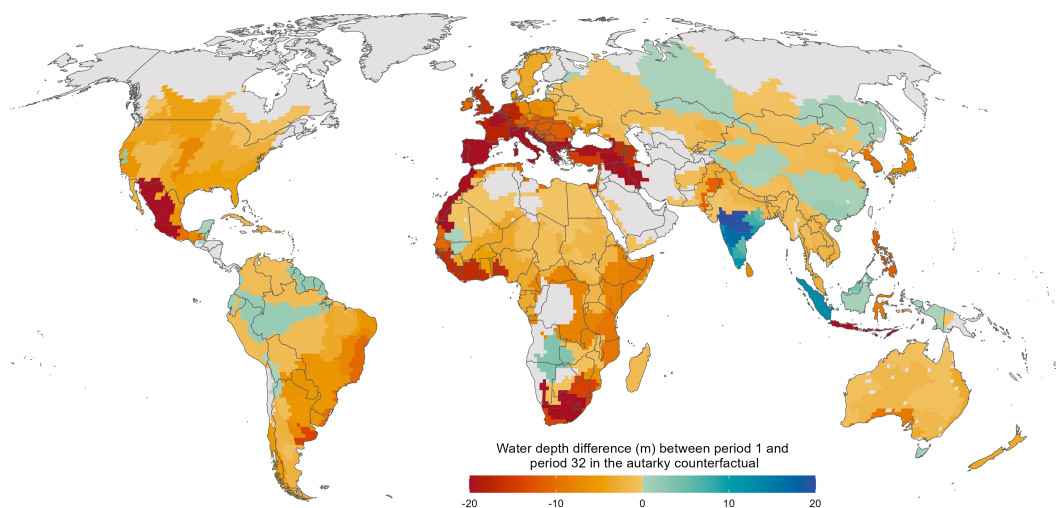 Water depth difference (m) between period 1 and
period 32 in the autarky counterfactual
-20 -10 0 10 20